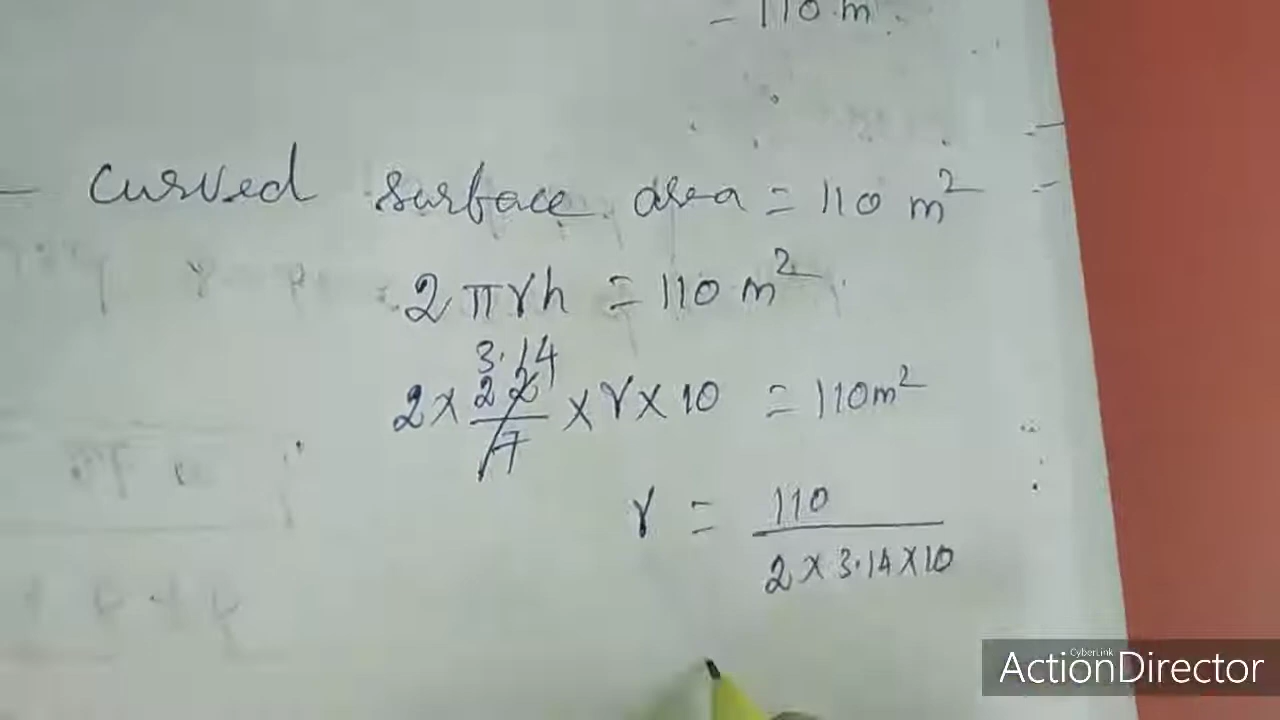 = 110 m
Curved surface area = 110 m²
2πrh = 110 m²
3.14
2 × 22/7 × r × 10 = 110m²
r = 110
2 × 3.14 × 10
CyberLink
ActionDirector